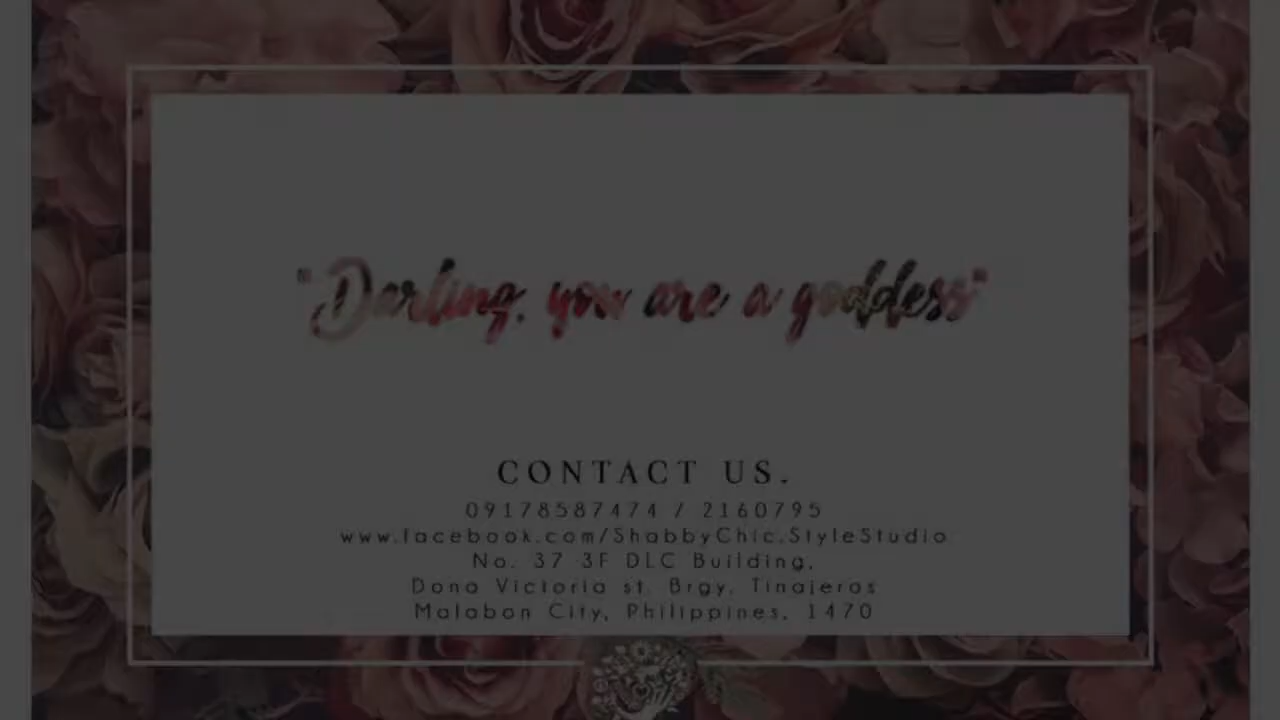 "Darling, you are a goddess"
CONTACT US.
09178587474 / 2160795
www.facebook.com/ShabbyChic.StyleStudio
No. 37 3F DLC Building,
Dona Victoria st. Brgy. Tinajeros
Malabon City, Philippines, 1470